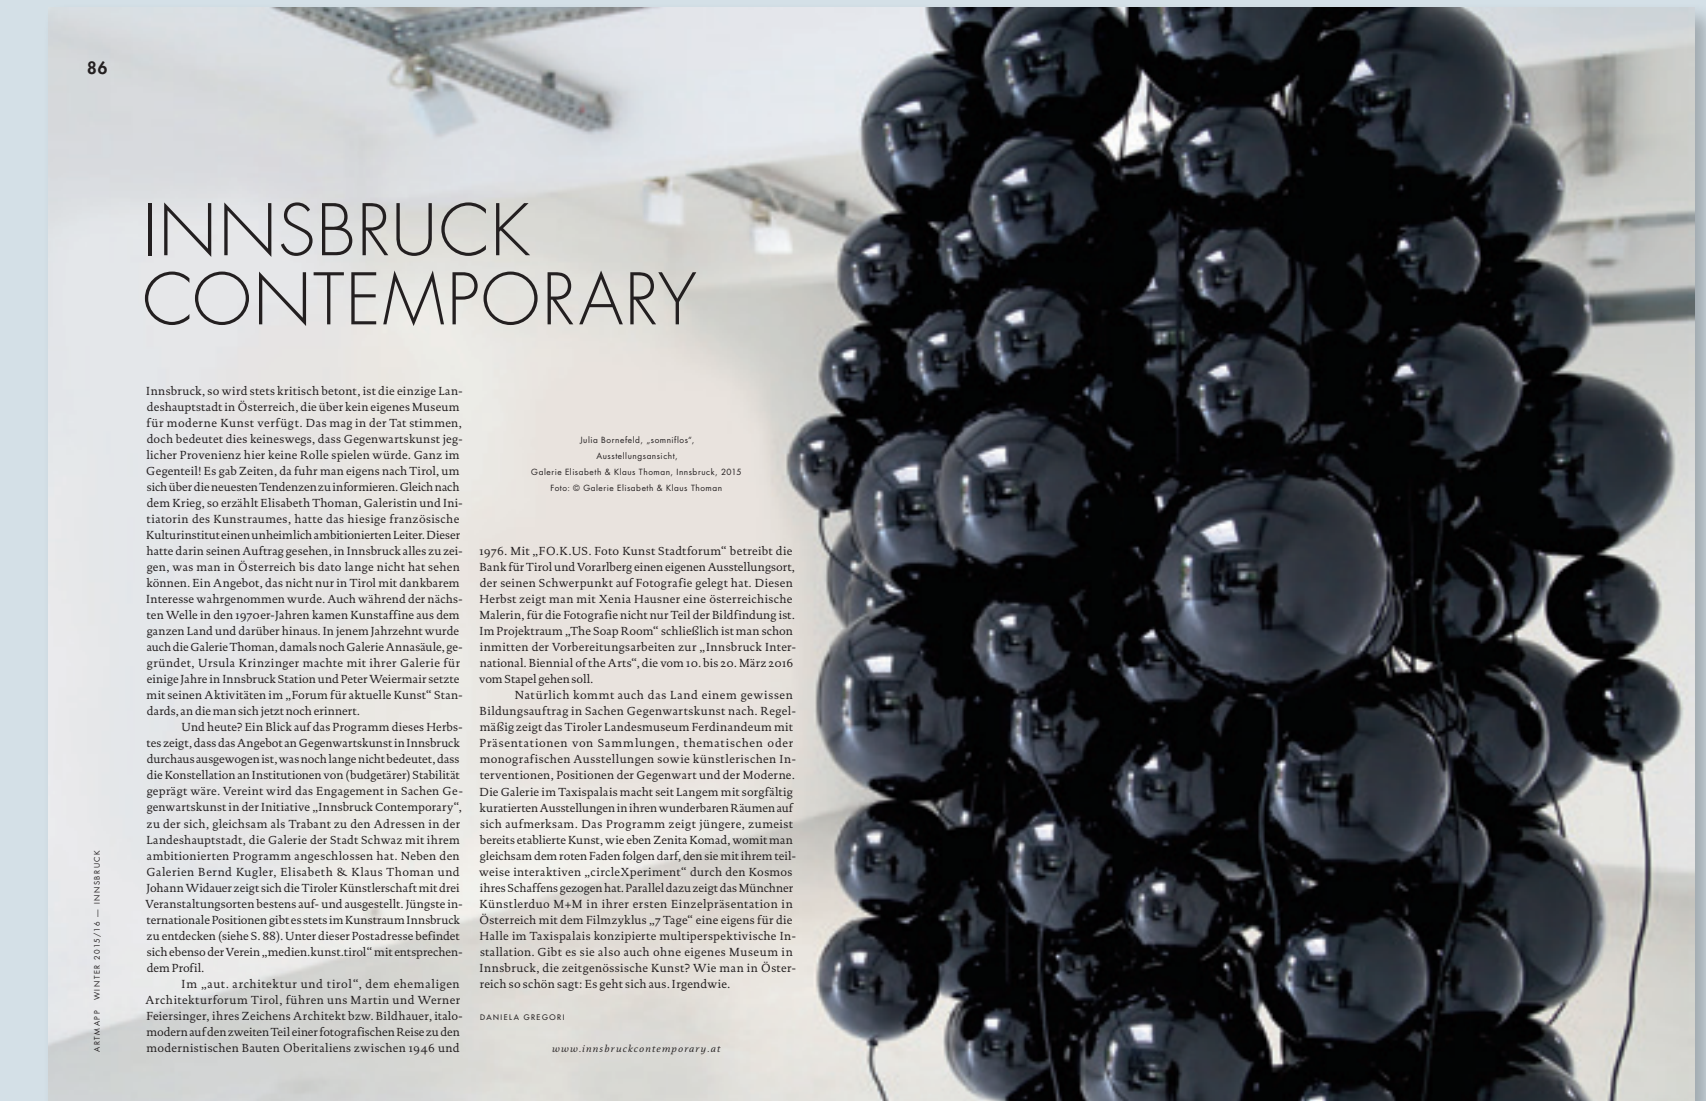 86
INNSBRUCK
CONTEMPORARY
Innsbruck, so wird stets kritisch betont, ist die einzige Lan-
deshauptstadt in Österreich, die über kein eigenes Museum
für moderne Kunst verfügt. Das mag in der Tat stimmen,
doch bedeutet dies keineswegs, dass Gegenwartskunst jeg-
licher Provenienz hier keine Rolle spielen würde. Ganz im
Gegenteil! Es gab Zeiten, da fuhr man eigens nach Tirol, um
sich über die neuesten Tendenzen zu informieren. Gleich nach
dem Krieg, so erzählt Elisabeth Thoman, Galeristin und Ini-
tiatorin des Kunstraumes, hatte das hiesige französische
Kulturinstitut einen unheimlich ambitionierten Leiter. Dieser
hatte darin seinen Auftrag gesehen, in Innsbruck alles zu zei-
gen, was man in Österreich bis dato lange nicht hat sehen
können. Ein Angebot, das nicht nur in Tirol mit dankbarem
Interesse wahrgenommen wurde. Auch während der nächs-
ten Welle in den 1970er-Jahren kamen Kunstaffine aus dem
ganzen Land und darüber hinaus. In jenem Jahrzehnt wurde
auch die Galerie Thoman, damals noch Galerie Annasäule, ge-
gründet, Ursula Krinzinger machte mit ihrer Galerie für
einige Jahre in Innsbruck Station und Peter Weiermair setzte
mit seinen Aktivitäten im „Forum für aktuelle Kunst“ Stan-
dards, an die man sich jetzt noch erinnert.
Und heute? Ein Blick auf das Programm dieses Herbs-
tes zeigt, dass das Angebot an Gegenwartskunst in Innsbruck
durchaus ausgewogen ist, was noch lange nicht bedeutet, dass
die Konstellation an Institutionen von (budgetärer) Stabilität
geprägt wäre. Vereint wird das Engagement in Sachen Ge-
genwartskunst in der Initiative „Innsbruck Contemporary“,
zu der sich, gleichsam als Trabant zu den Adressen in der
Landeshauptstadt, die Galerie der Stadt Schwaz mit ihrem
ambitionierten Programm angeschlossen hat. Neben den
Galerien Bernd Kugler, Elisabeth & Klaus Thoman und
Johann Widauer zeigt sich die Tiroler Künstlerschaft mit drei
Veranstaltungsorten bestens auf- und ausgestellt. Jüngste in-
ternationale Positionen gibt es stets im Kunstraum Innsbruck
zu entdecken (siehe S. 88). Unter dieser Postadresse befindet
sich ebenso der Verein „medien.kunst.tirol“ mit entsprechen-
dem Profil.
Im „aut. architektur und tirol“, dem ehemaligen
Architekturforum Tirol, führen uns Martin und Werner
Feiersinger, ihres Zeichens Architekt bzw. Bildhauer, italo-
modern auf den zweiten Teil einer fotografischen Reise zu den
modernistischen Bauten Oberitaliens zwischen 1946 und
Julia Bornefeld, „somniflos“,
Ausstellungsansicht,
Galerie Elisabeth & Klaus Thoman, Innsbruck, 2015
Foto: © Galerie Elisabeth & Klaus Thoman
1976. Mit „FO.K.US. Foto Kunst Stadtforum“ betreibt die
Bank für Tirol und Vorarlberg einen eigenen Ausstellungsort,
der seinen Schwerpunkt auf Fotografie gelegt hat. Diesen
Herbst zeigt man mit Xenia Hausner eine österreichische
Malerin, für die Fotografie nicht nur Teil der Bildfindung ist.
Im Projektraum „The Soap Room“ schließlich ist man schon
inmitten der Vorbereitungsarbeiten zur „Innsbruck Inter-
national. Biennial of the Arts“, die vom 10. bis 20. März 2016
vom Stapel gehen soll.
Natürlich kommt auch das Land einem gewissen
Bildungsauftrag in Sachen Gegenwartskunst nach. Regel-
mäßig zeigt das Tiroler Landesmuseum Ferdinandeum mit
Präsentationen von Sammlungen, thematischen oder
monografischen Ausstellungen sowie künstlerischen In-
terventionen, Positionen der Gegenwart und der Moderne.
Die Galerie im Taxispalais macht seit Langem mit sorgfältig
kuratierten Ausstellungen in ihren wunderbaren Räumen auf
sich aufmerksam. Das Programm zeigt jüngere, zumeist
bereits etablierte Kunst, wie eben Zenita Komad, womit man
gleichsam dem roten Faden folgen darf, den sie mit ihrem teil-
weise interaktiven „circleXperiment“ durch den Kosmos
ihres Schaffens gezogen hat. Parallel dazu zeigt das Münchner
Künstlerduo M+M in ihrer ersten Einzelpräsentation in
Österreich mit dem Filmzyklus „7 Tage“ eine eigens für die
Halle im Taxispalais konzipierte multiperspektivische In-
stallation. Gibt es sie also auch ohne eigenes Museum in
Innsbruck, die zeitgenössische Kunst? Wie man in Öster-
reich so schön sagt: Es geht sich aus. Irgendwie.
DANIELA GREGORI
www.innsbruckcontemporary.at
ARTMAPP WINTER 2015/16 — INNSBRUCK